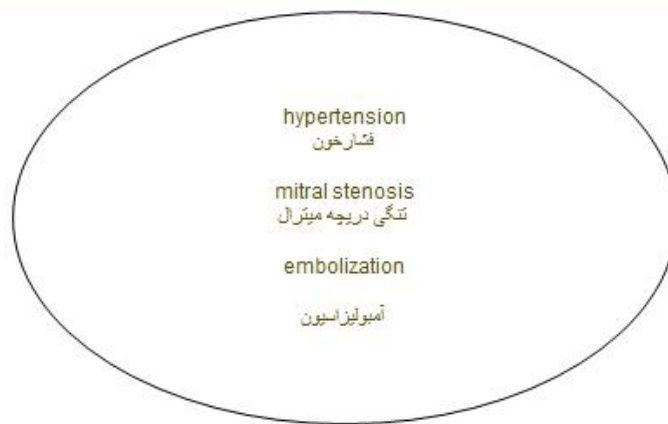 hypertension
فشارخون
mitral stenosis
تنگی دریچه میترال
embolization
آمبولیزاسیون